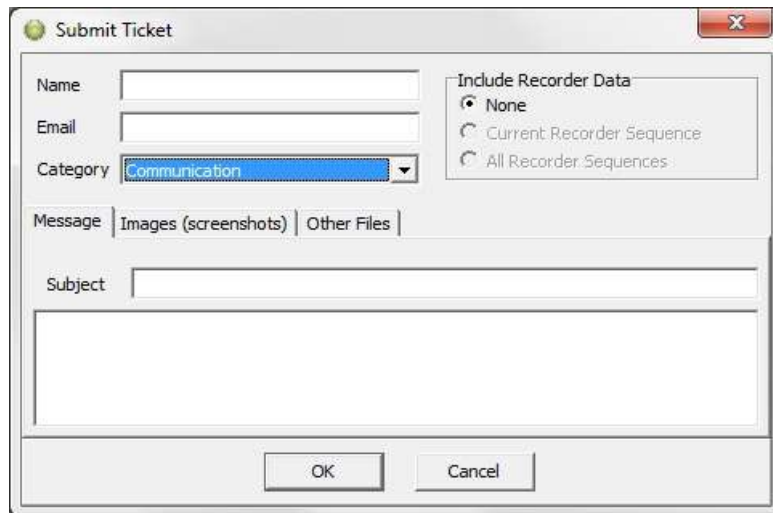 Submit Ticket
Name
Email
Category Communication
Include Recorder Data
None
Current Recorder Sequence
All Recorder Sequences
Message Images (screenshots) Other Files
Subject
OK Cancel